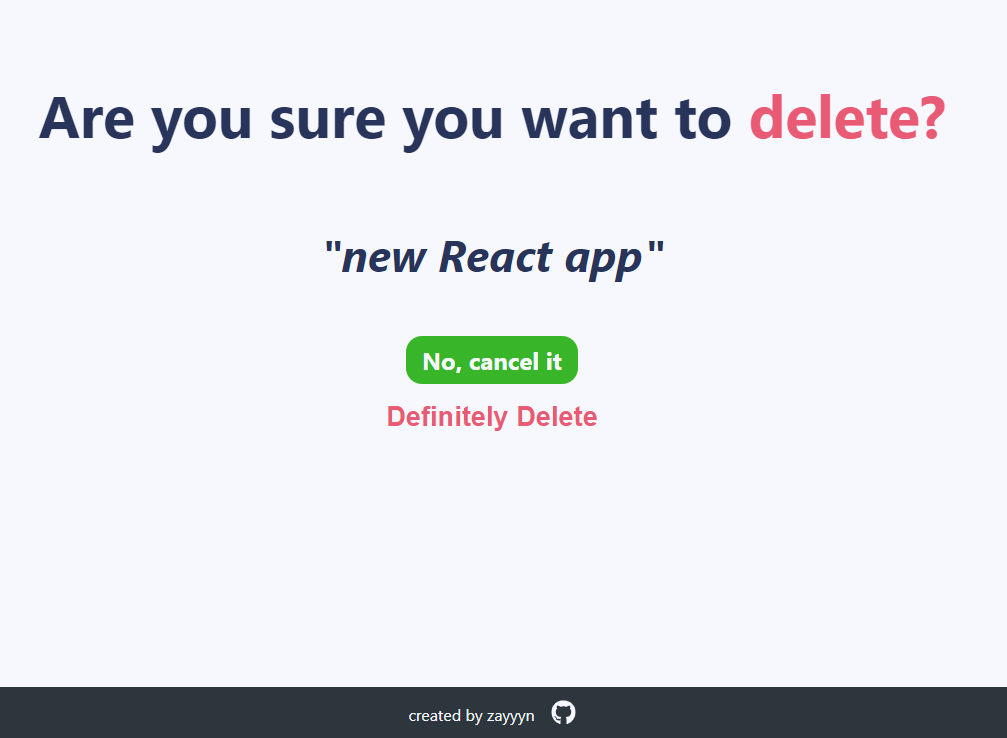 Are you sure you want to delete?
"new React app"
No, cancel it
Definitely Delete
created by zayyyn